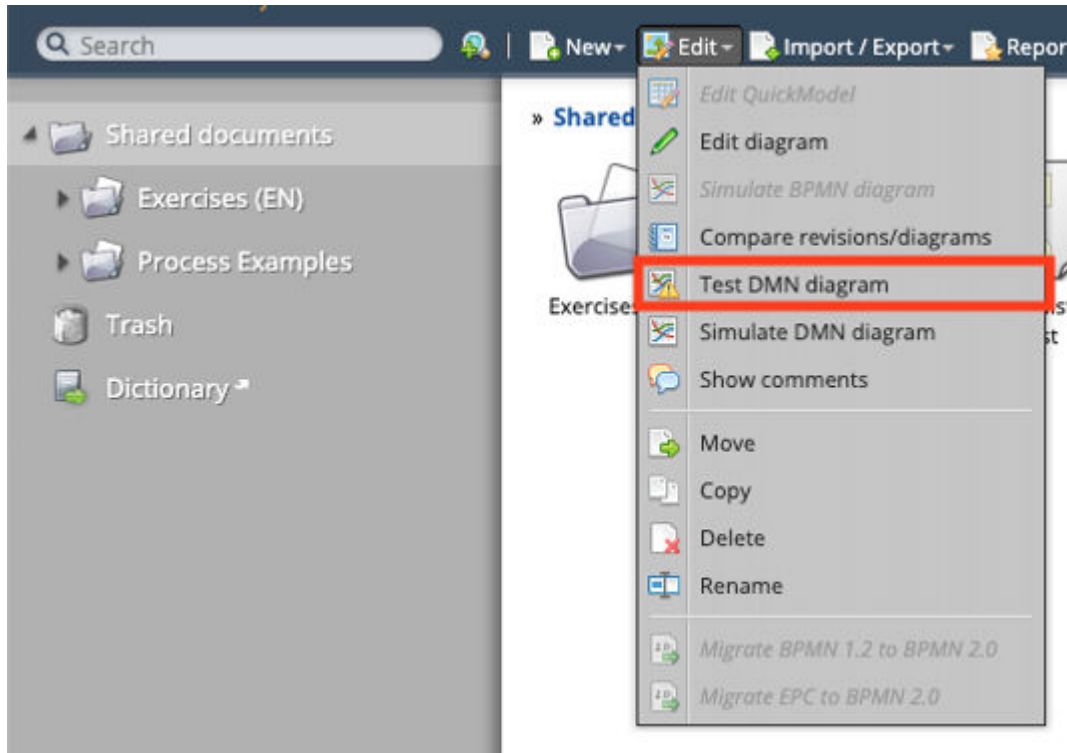 Search
New
Edit
Import / Export
Shared documents
Exercises (EN)
Process Examples
Trash
Dictionary
» Shared
Edit QuickModel
Edit diagram
Simulate BPMN diagram
Compare revisions/diagrams
Test DMN diagram
Simulate DMN diagram
Show comments
Move
Copy
Delete
Rename
Migrate BPMN 1.2 to BPMN 2.0
Migrate EPC to BPMN 2.0